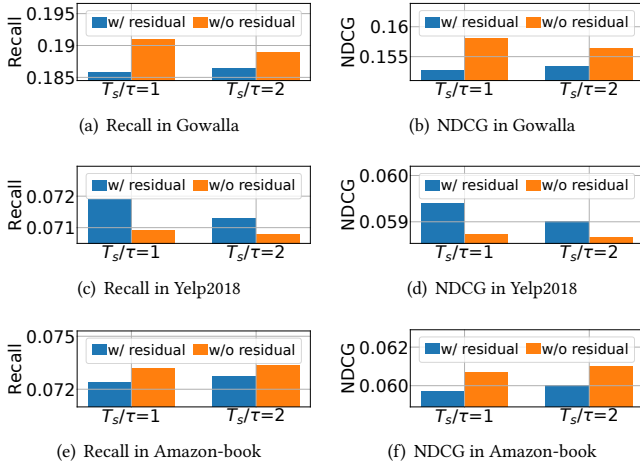 w/ residual w/o residual
Recall
0.195
0.19
0.185
Ts/τ=1 Ts/τ=2
(a) Recall in Gowalla
w/ residual w/o residual
NDCG
0.16
0.155
Ts/τ=1 Ts/τ=2
(b) NDCG in Gowalla
w/ residual w/o residual
Recall
0.072
0.071
Ts/τ=1 Ts/τ=2
(c) Recall in Yelp2018
w/ residual w/o residual
NDCG
0.060
0.059
Ts/τ=1 Ts/τ=2
(d) NDCG in Yelp2018
w/ residual w/o residual
Recall
0.075
0.072
Ts/τ=1 Ts/τ=2
(e) Recall in Amazon-book
w/ residual w/o residual
NDCG
0.062
0.060
Ts/τ=1 Ts/τ=2
(f) NDCG in Amazon-book